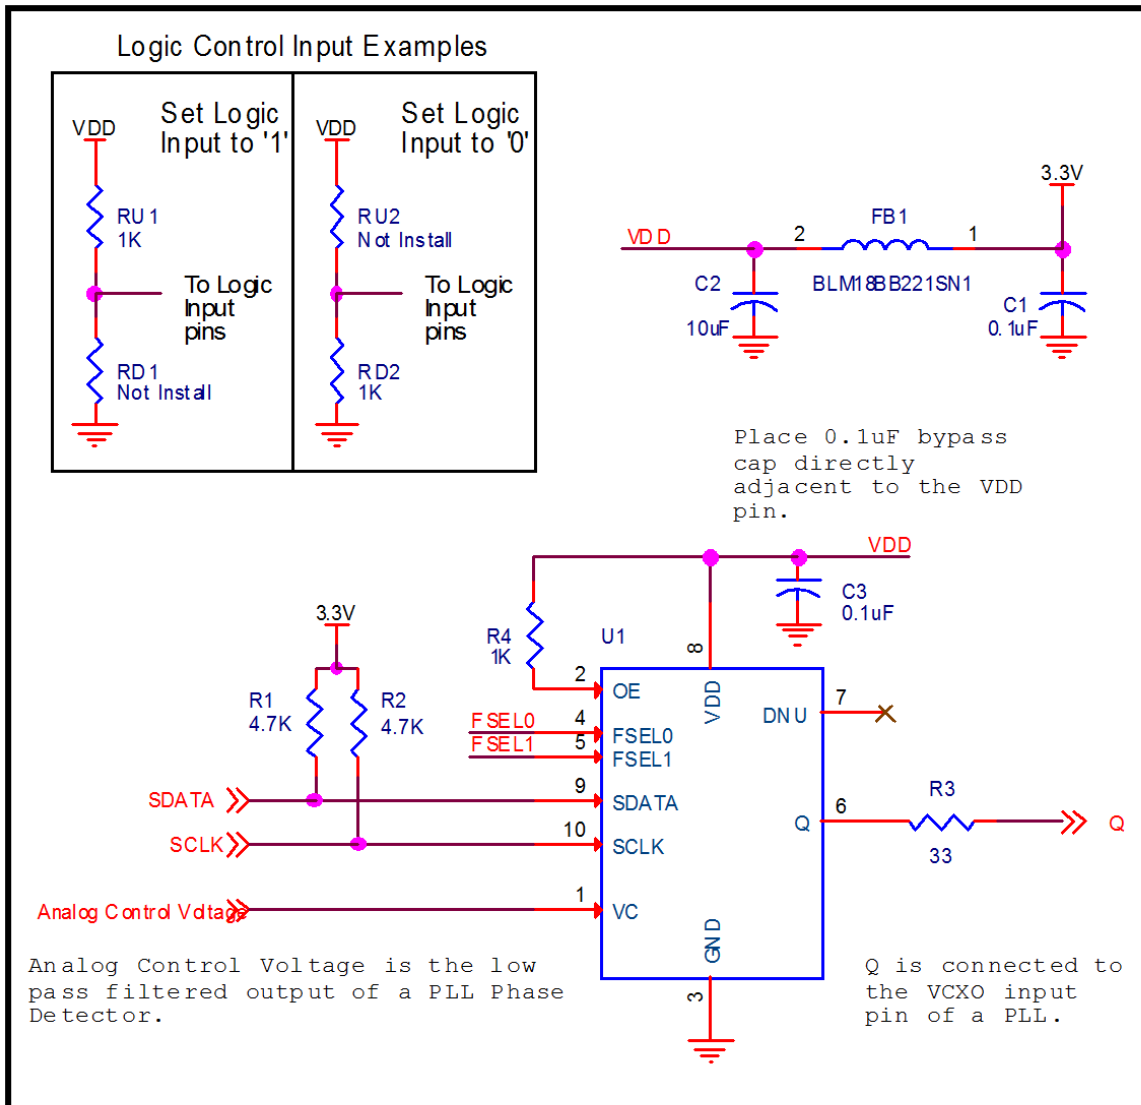 Logic Control Input Examples
Set Logic
Input to '1'
VDD
RU1
1K
To Logic
Input
pins
RD1
Not Install
Set Logic
Input to '0'
VDD
RU2
Not Install
To Logic
Input
pins
RD2
1K
3.3V
VDD
2
FB1
1
BLM18BB221SN1
C2
10uF
C1
0.1uF
Place 0.1uF bypass
cap directly
adjacent to the VDD
pin.
VDD
C3
0.1uF
3.3V
R1
4.7K
R2
4.7K
R4
1K
U1
8
VDD
2
OE
FSEL0
4
FSEL0
FSEL1
5
FSEL1
SDATA
9
SDATA
SCLK
10
SCLK
Analog Control Voltage
1
VC
7
DNU
6
Q
R3
33
Q
GND
3
Analog Control Voltage is the low
pass filtered output of a PLL Phase
Detector.
Q is connected to
the VCXO input
pin of a PLL.